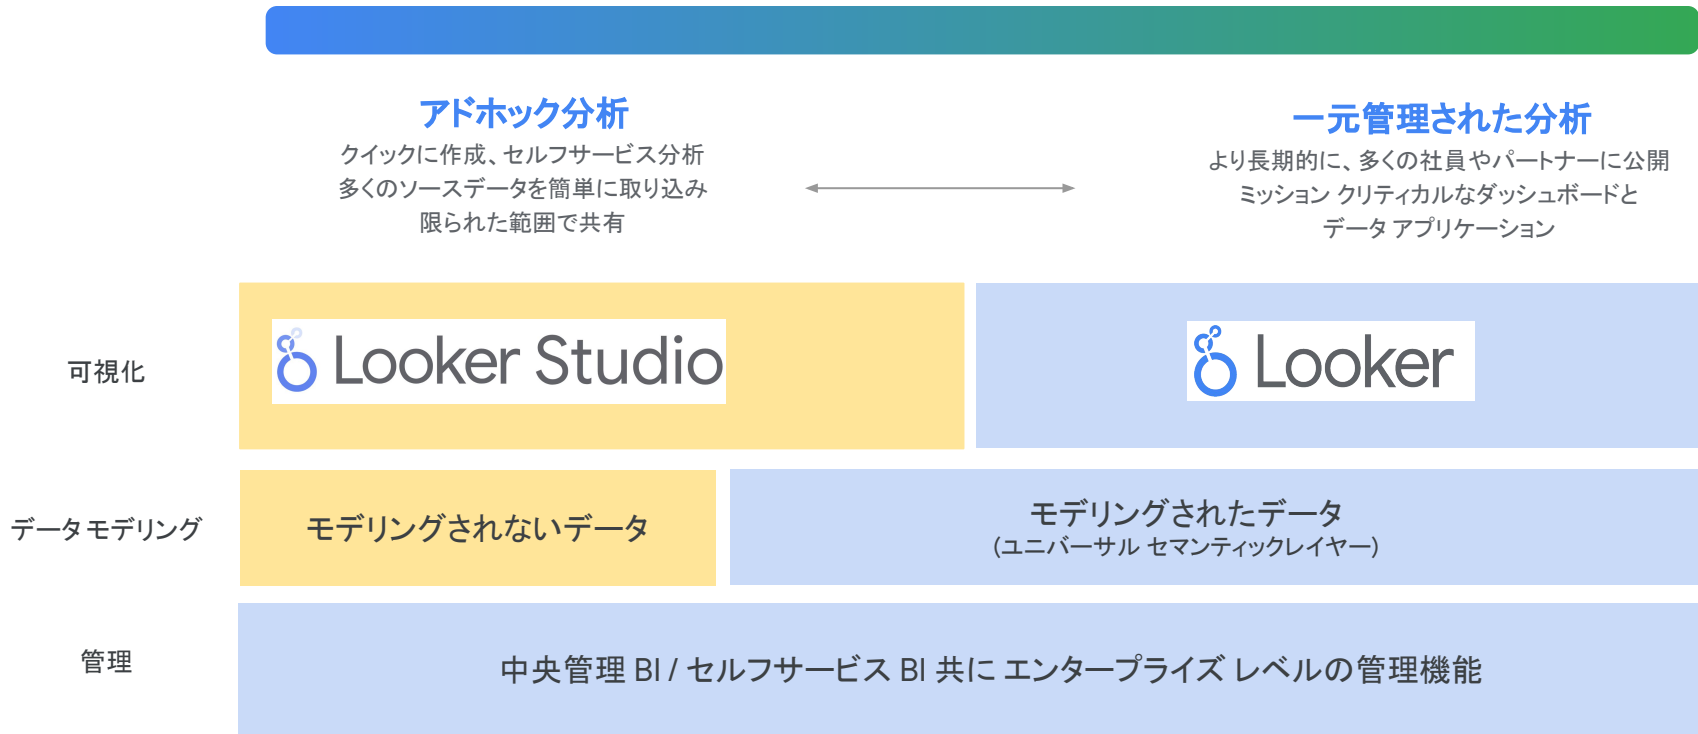 アドホック分析
クイックに作成、セルフサービス分析
多くのソースデータを簡単に取り込み
限られた範囲で共有
一元管理された分析
より長期的に、多くの社員やパートナーに公開
ミッション クリティカルなダッシュボードと
データ アプリケーション
可視化
Looker Studio
Looker
データ モデリング
モデリングされないデータ
モデリングされたデータ
(ユニバーサル セマンティックレイヤー)
管理
中央管理 BI / セルフサービス BI 共に エンタープライズ レベルの管理機能